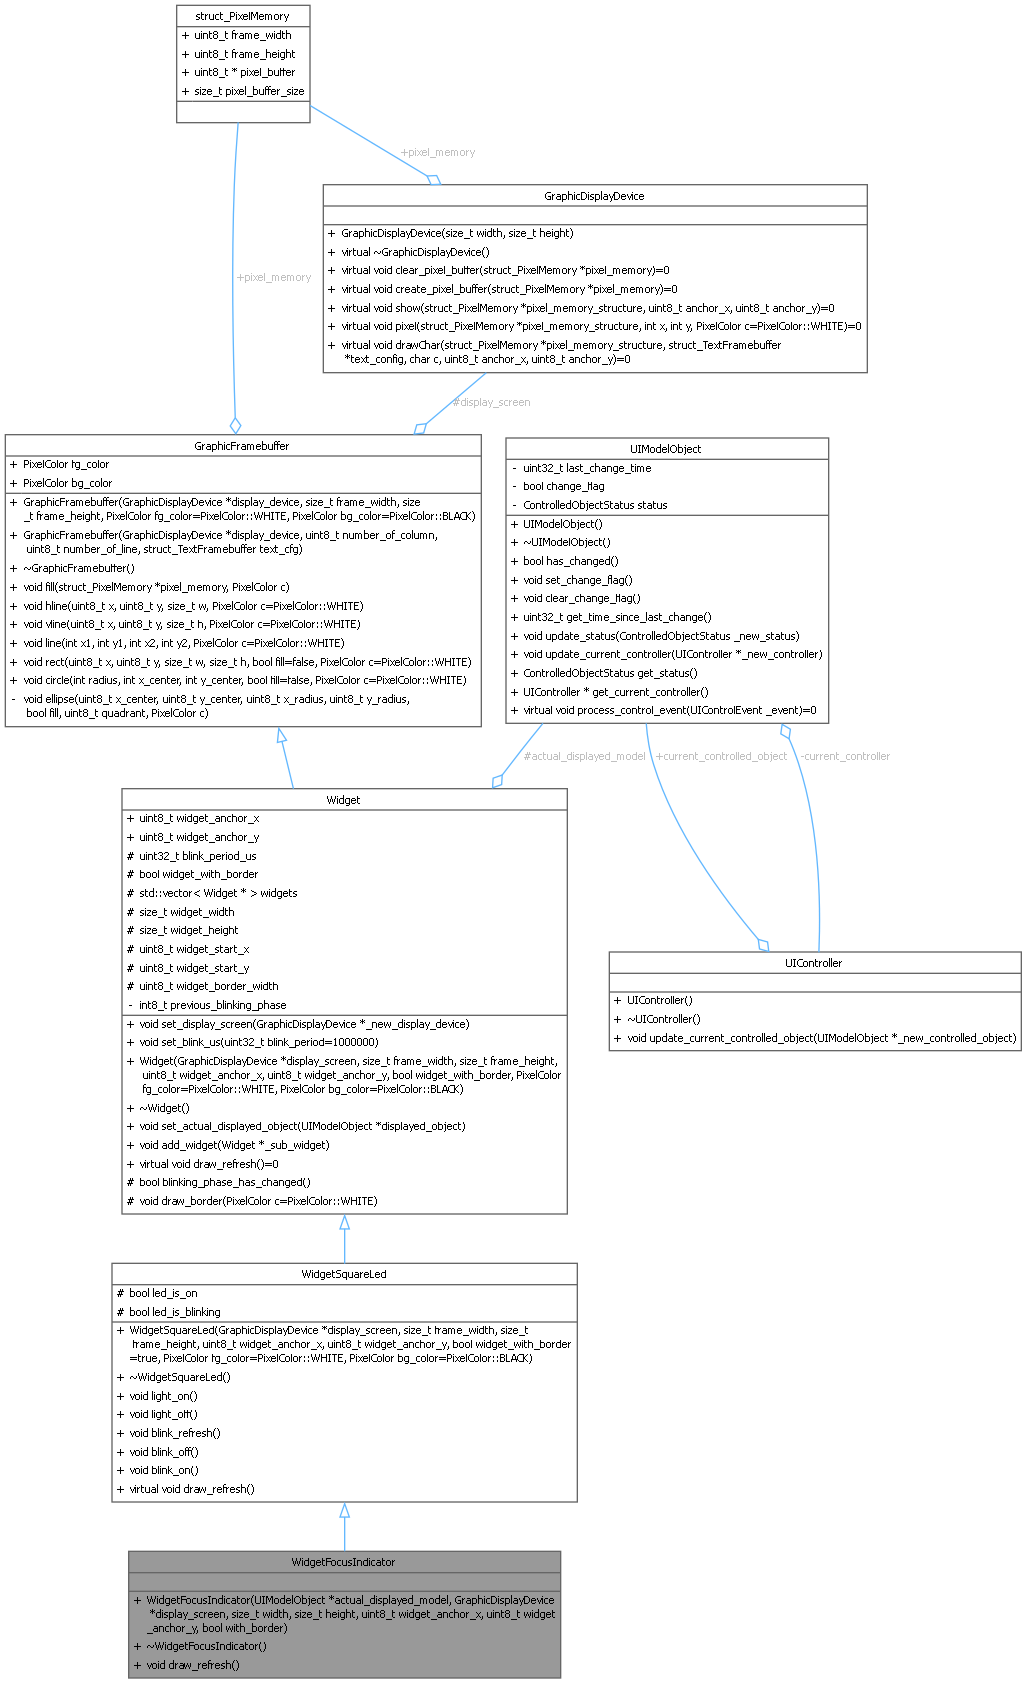 struct_PixelMemory
+ uint8_t frame_width
+ uint8_t frame_height
+ uint8_t * pixel_buffer
+ size_t pixel_buffer_size
+pixel_memory
GraphicDisplayDevice
+ GraphicDisplayDevice(size_t width, size_t height)
+ virtual ~GraphicDisplayDevice()
+ virtual void clear_pixel_buffer(struct_PixelMemory *pixel_memory)=0
+ virtual void create_pixel_buffer(struct_PixelMemory *pixel_memory)=0
+ virtual void show(struct_PixelMemory *pixel_memory_structure, uint8_t anchor_x, uint8_t anchor_y)=0
+ virtual void pixel(struct_PixelMemory *pixel_memory_structure, int x, int y, PixelColor c=PixelColor::WHITE)=0
+ virtual void drawChar(struct_PixelMemory *pixel_memory_structure, struct_TextFramebuffer
*text_config, char c, uint8_t anchor_x, uint8_t anchor_y)=0
+pixel_memory
#display_screen
GraphicFramebuffer
+ PixelColor fg_color
+ PixelColor bg_color
+ GraphicFramebuffer(GraphicDisplayDevice *display_device, size_t frame_width, size
_t frame_height, PixelColor fg_color=PixelColor::WHITE, PixelColor bg_color=PixelColor::BLACK)
+ GraphicFramebuffer(GraphicDisplayDevice *display_device, uint8_t number_of_column,
uint8_t number_of_line, struct_TextFramebuffer text_cfg)
+ ~GraphicFramebuffer()
+ void fill(struct_PixelMemory *pixel_memory, PixelColor c)
+ void hline(uint8_t x, uint8_t y, size_t w, PixelColor c=PixelColor::WHITE)
+ void vline(uint8_t x, uint8_t y, size_t h, PixelColor c=PixelColor::WHITE)
+ void line(int x1, int y1, int x2, int y2, PixelColor c=PixelColor::WHITE)
+ void rect(uint8_t x, uint8_t y, size_t w, size_t h, bool fill=false, PixelColor c=PixelColor::WHITE)
+ void circle(int radius, int x_center, int y_center, bool fill=false, PixelColor c=PixelColor::WHITE)
- void ellipse(uint8_t x_center, uint8_t y_center, uint8_t x_radius, uint8_t y_radius,
bool fill, uint8_t quadrant, PixelColor c)
UIModelObject
- uint32_t last_change_time
- bool change_flag
- ControlledObjectStatus status
+ UIModelObject()
+ ~UIModelObject()
+ bool has_changed()
+ void set_change_flag()
+ void clear_change_flag()
+ uint32_t get_time_since_last_change()
+ void update_status(ControlledObjectStatus _new_status)
+ void update_current_controller(UIController *_new_controller)
+ ControlledObjectStatus get_status()
+ UIController * get_current_controller()
+ virtual void process_control_event(UIControlEvent _event)=0
#actual_displayed_model
+current_controlled_object
-current_controller
Widget
+ uint8_t widget_anchor_x
+ uint8_t widget_anchor_y
# uint32_t blink_period_us
# bool widget_with_border
# std::vector< Widget * > widgets
# size_t widget_width
# size_t widget_height
# uint8_t widget_start_x
# uint8_t widget_start_y
# uint8_t widget_border_width
- int8_t previous_blinking_phase
+ void set_display_screen(GraphicDisplayDevice *_new_display_device)
+ void set_blink_us(uint32_t blink_period=1000000)
+ Widget(GraphicDisplayDevice *display_screen, size_t frame_width, size_t frame_height,
uint8_t widget_anchor_x, uint8_t widget_anchor_y, bool widget_with_border, PixelColor
fg_color=PixelColor::WHITE, PixelColor bg_color=PixelColor::BLACK)
+ ~Widget()
+ void set_actual_displayed_object(UIModelObject *displayed_object)
+ void add_widget(Widget *_sub_widget)
+ virtual void draw_refresh()=0
# bool blinking_phase_has_changed()
# void draw_border(PixelColor c=PixelColor::WHITE)
UIController
+ UIController()
+ ~UIController()
+ void update_current_controlled_object(UIModelObject *_new_controlled_object)
WidgetSquareLed
# bool led_is_on
# bool led_is_blinking
+ WidgetSquareLed(GraphicDisplayDevice *display_screen, size_t frame_width, size_t
frame_height, uint8_t widget_anchor_x, uint8_t widget_anchor_y, bool widget_with_border
=true, PixelColor fg_color=PixelColor::WHITE, PixelColor bg_color=PixelColor::BLACK)
+ ~WidgetSquareLed()
+ void light_on()
+ void light_off()
+ void blink_refresh()
+ void blink_off()
+ void blink_on()
+ virtual void draw_refresh()
WidgetFocusIndicator
+ WidgetFocusIndicator(UIModelObject *actual_displayed_model, GraphicDisplayDevice
*display_screen, size_t width, size_t height, uint8_t widget_anchor_x, uint8_t widget
_anchor_y, bool with_border)
+ ~WidgetFocusIndicator()
+ void draw_refresh()